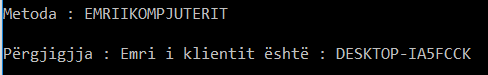 Metoda : EMRIIKOMPJUTERIT
Përgjigjja : Emri i klientit është : DESKTOP-IA5FCCK